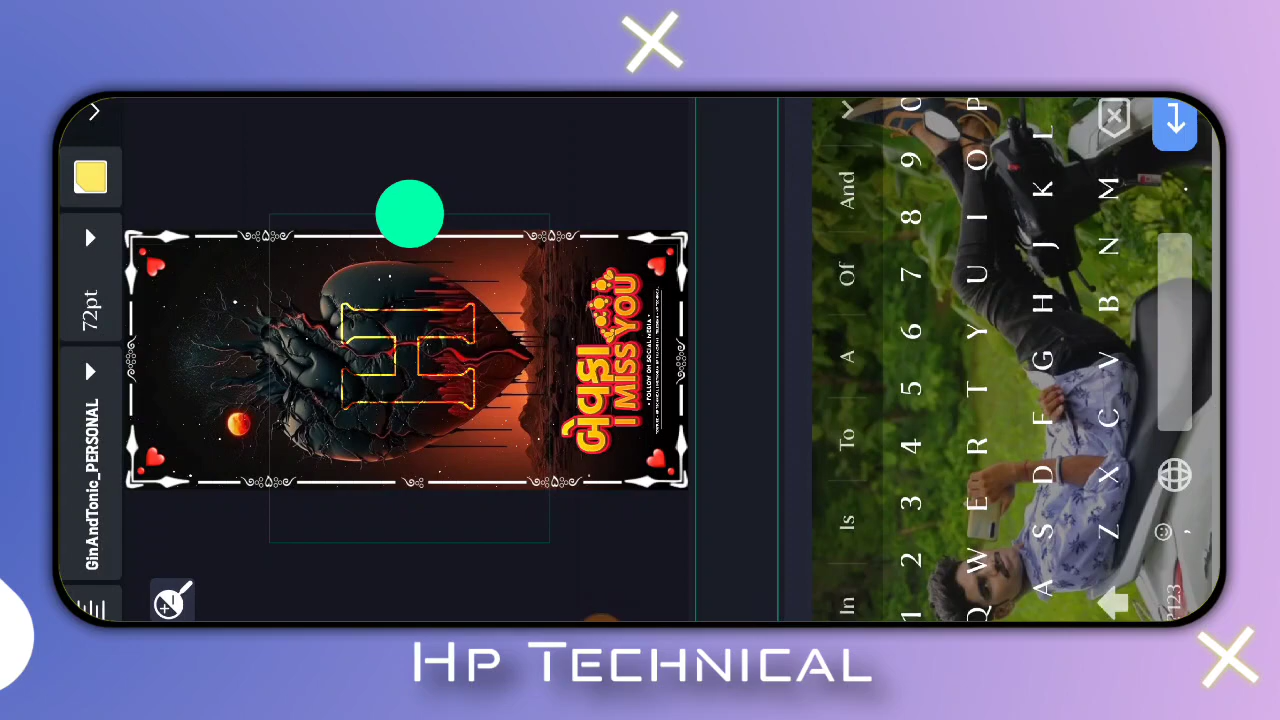 GinAndTonic_PERSONAL
72pt
H
बेवफा
I MISS YOU
• FOLLOW ON SOCIAL MEDIA •
In Is To A Of And
1 2 3 4 5 6 7 8 9 0
Q W E R T Y U I O P
A S D F G H J K L
Z X C V B N M
?123 , .
HP TECHNICAL